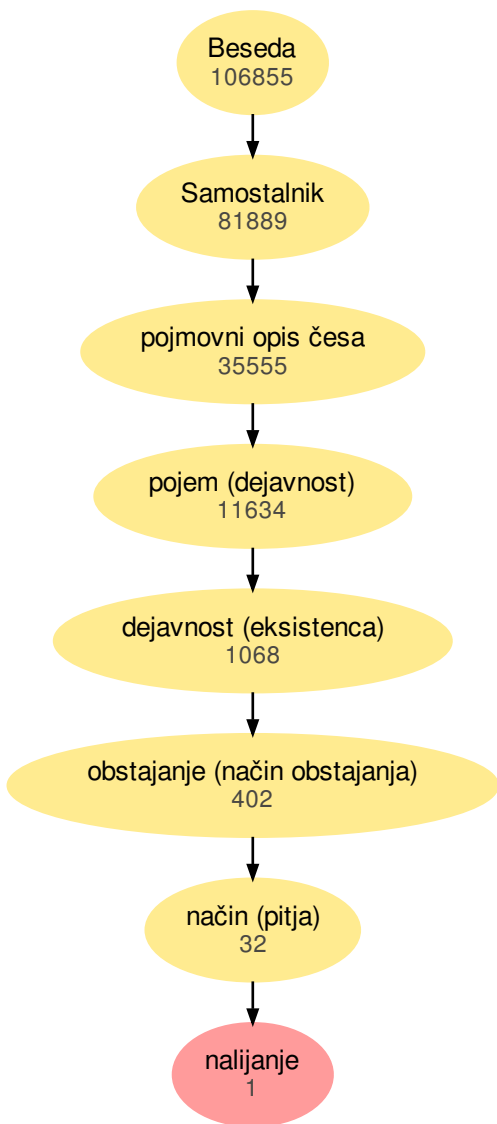 Beseda
106855
Samostalnik
81889
pojmovni opis česa
35555
pojem (dejavnost)
11634
dejavnost (eksistenca)
1068
obstajanje (način obstajanja)
402
način (pitja)
32
nalijanje
1